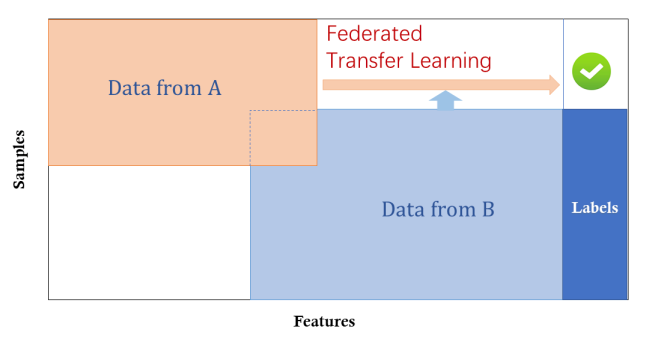 Federated
Transfer Learning
Data from A
Samples
Data from B
Labels
Features